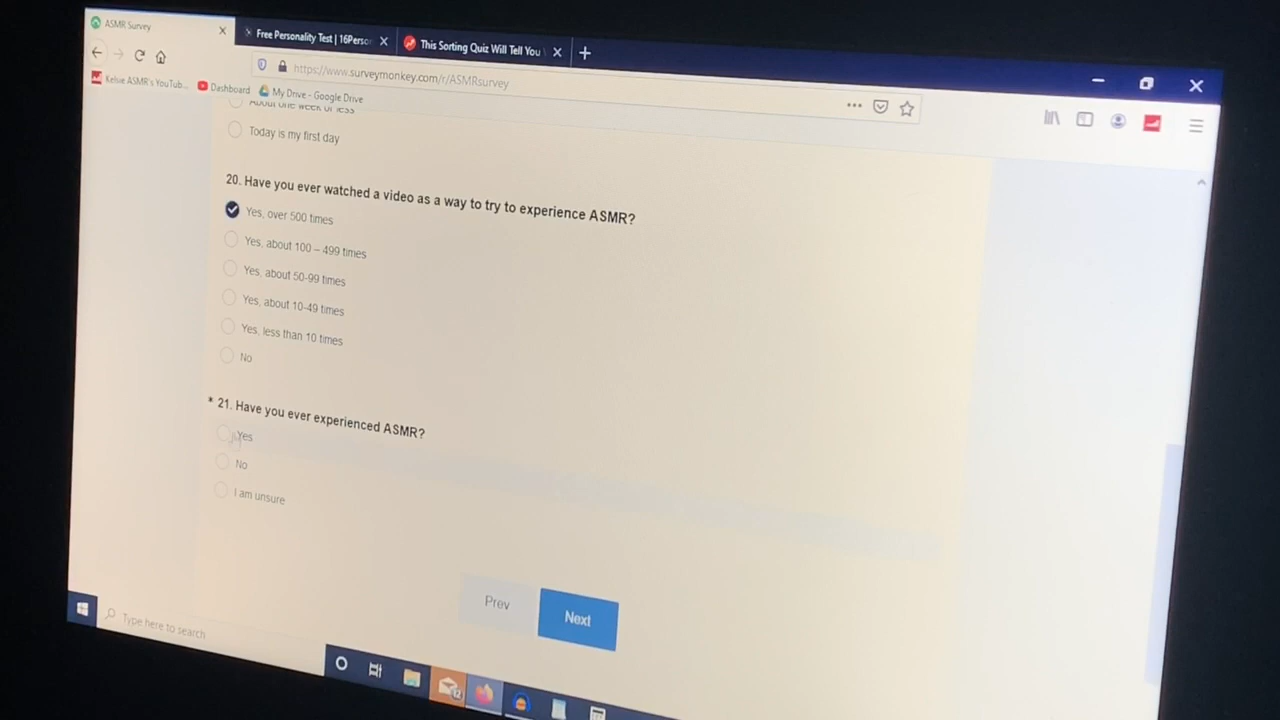 ASMR Survey
Free Personality Test | 16Perso
This Sorting Quiz Will Tell You
https://www.surveymonkey.com/r/ASMRsurvey
Kelsie ASMR's YouTub...
Dashboard
My Drive - Google Drive
About one week or less
Today is my first day
20. Have you ever watched a video as a way to try to experience ASMR?
Yes, over 500 times
Yes, about 100 – 499 times
Yes, about 50-99 times
Yes, about 10-49 times
Yes, less than 10 times
No
* 21. Have you ever experienced ASMR?
Yes
No
I am unsure
Prev
Next
Type here to search
12